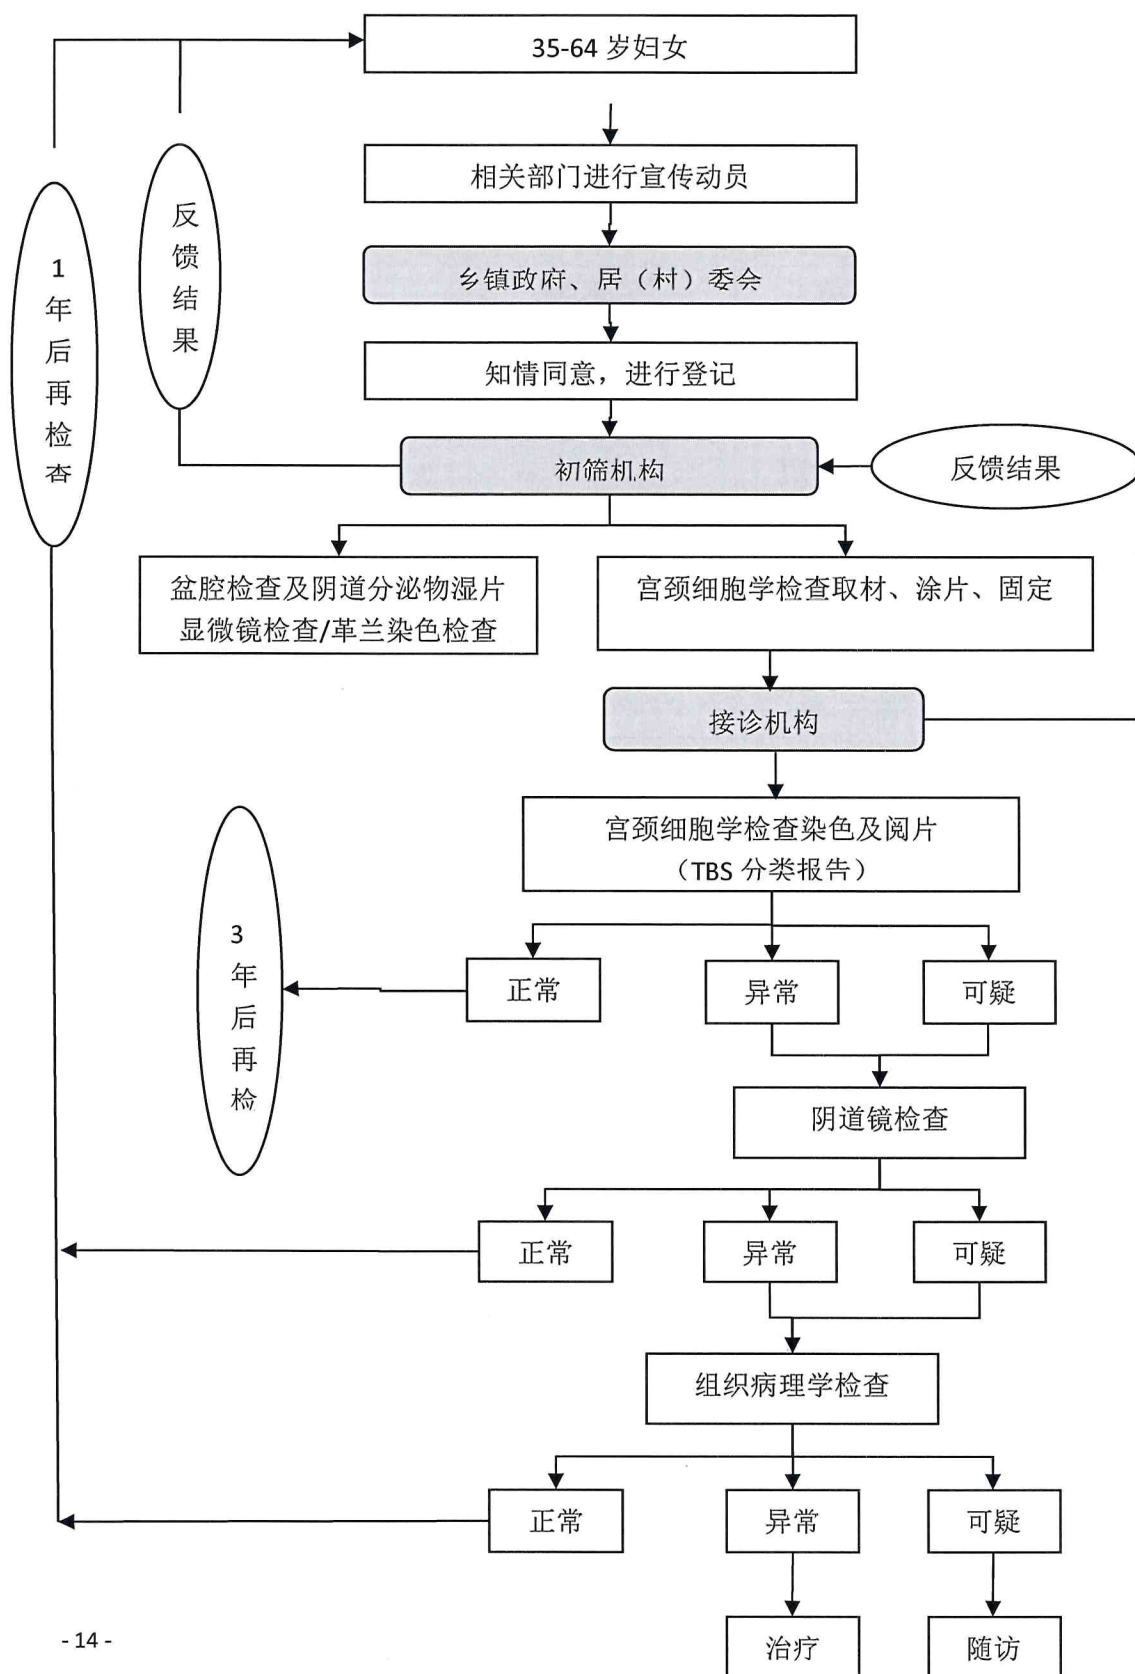 35-64 岁妇女
相关部门进行宣传动员
乡镇政府、居（村）委会
知情同意，进行登记
初筛机构
反馈结果
反馈结果
1年后再检查
盆腔检查及阴道分泌物湿片
显微镜检查/革兰染色检查
宫颈细胞学检查取材、涂片、固定
接诊机构
宫颈细胞学检查染色及阅片
（TBS 分类报告）
3年后再检
正常
异常
可疑
阴道镜检查
正常
异常
可疑
组织病理学检查
正常
异常
可疑
治疗
随访
- 14 -